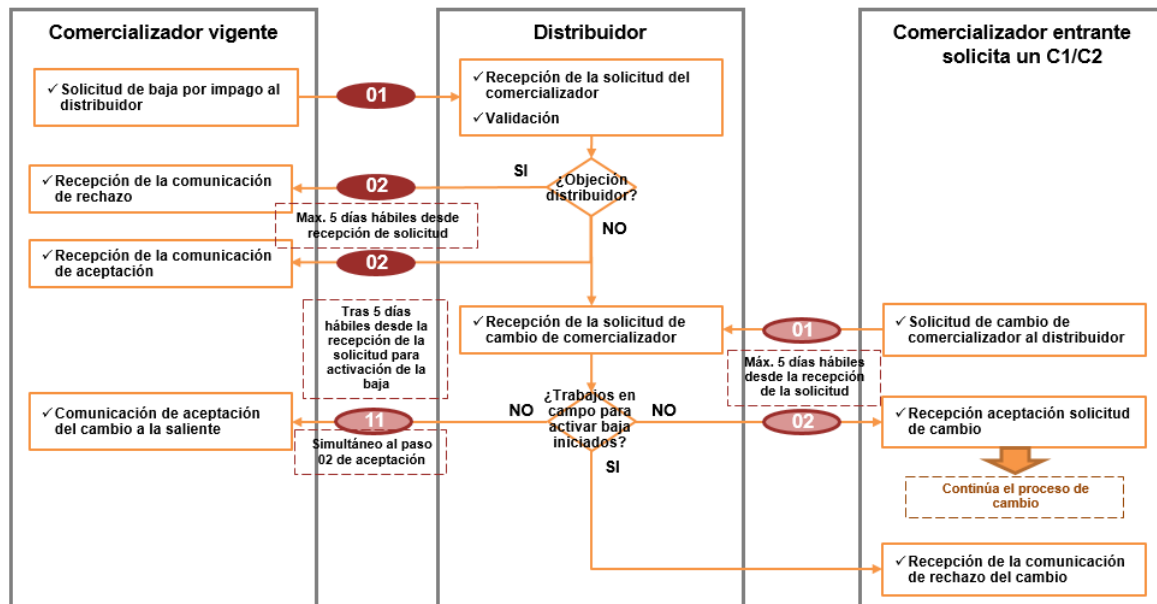 Comercializador vigente
Distribuidor
Comercializador entrante
solicita un C1/C2
✓ Solicitud de baja por impago al
distribuidor
01
✓ Recepción de la solicitud del
comercializador
✓ Validación
✓ Recepción de la comunicación
de rechazo
02
SI
¿Objeción
distribuidor?
Max. 5 días hábiles desde
recepción de solicitud
NO
✓ Recepción de la comunicación
de aceptación
02
Tras 5 días
hábiles desde la
recepción de la
solicitud para
activación de la
baja
✓ Recepción de la solicitud de
cambio de comercializador
01
✓ Solicitud de cambio de
comercializador al distribuidor
Máx. 5 días hábiles
desde la recepción
de la solicitud
✓ Comunicación de aceptación
del cambio a la saliente
11
Simultáneo al paso
02 de aceptación
NO
¿Trabajos en
campo para
activar baja
iniciados?
NO
02
✓ Recepción aceptación solicitud
de cambio
SI
Continúa el proceso de
cambio
✓ Recepción de la comunicación
de rechazo del cambio